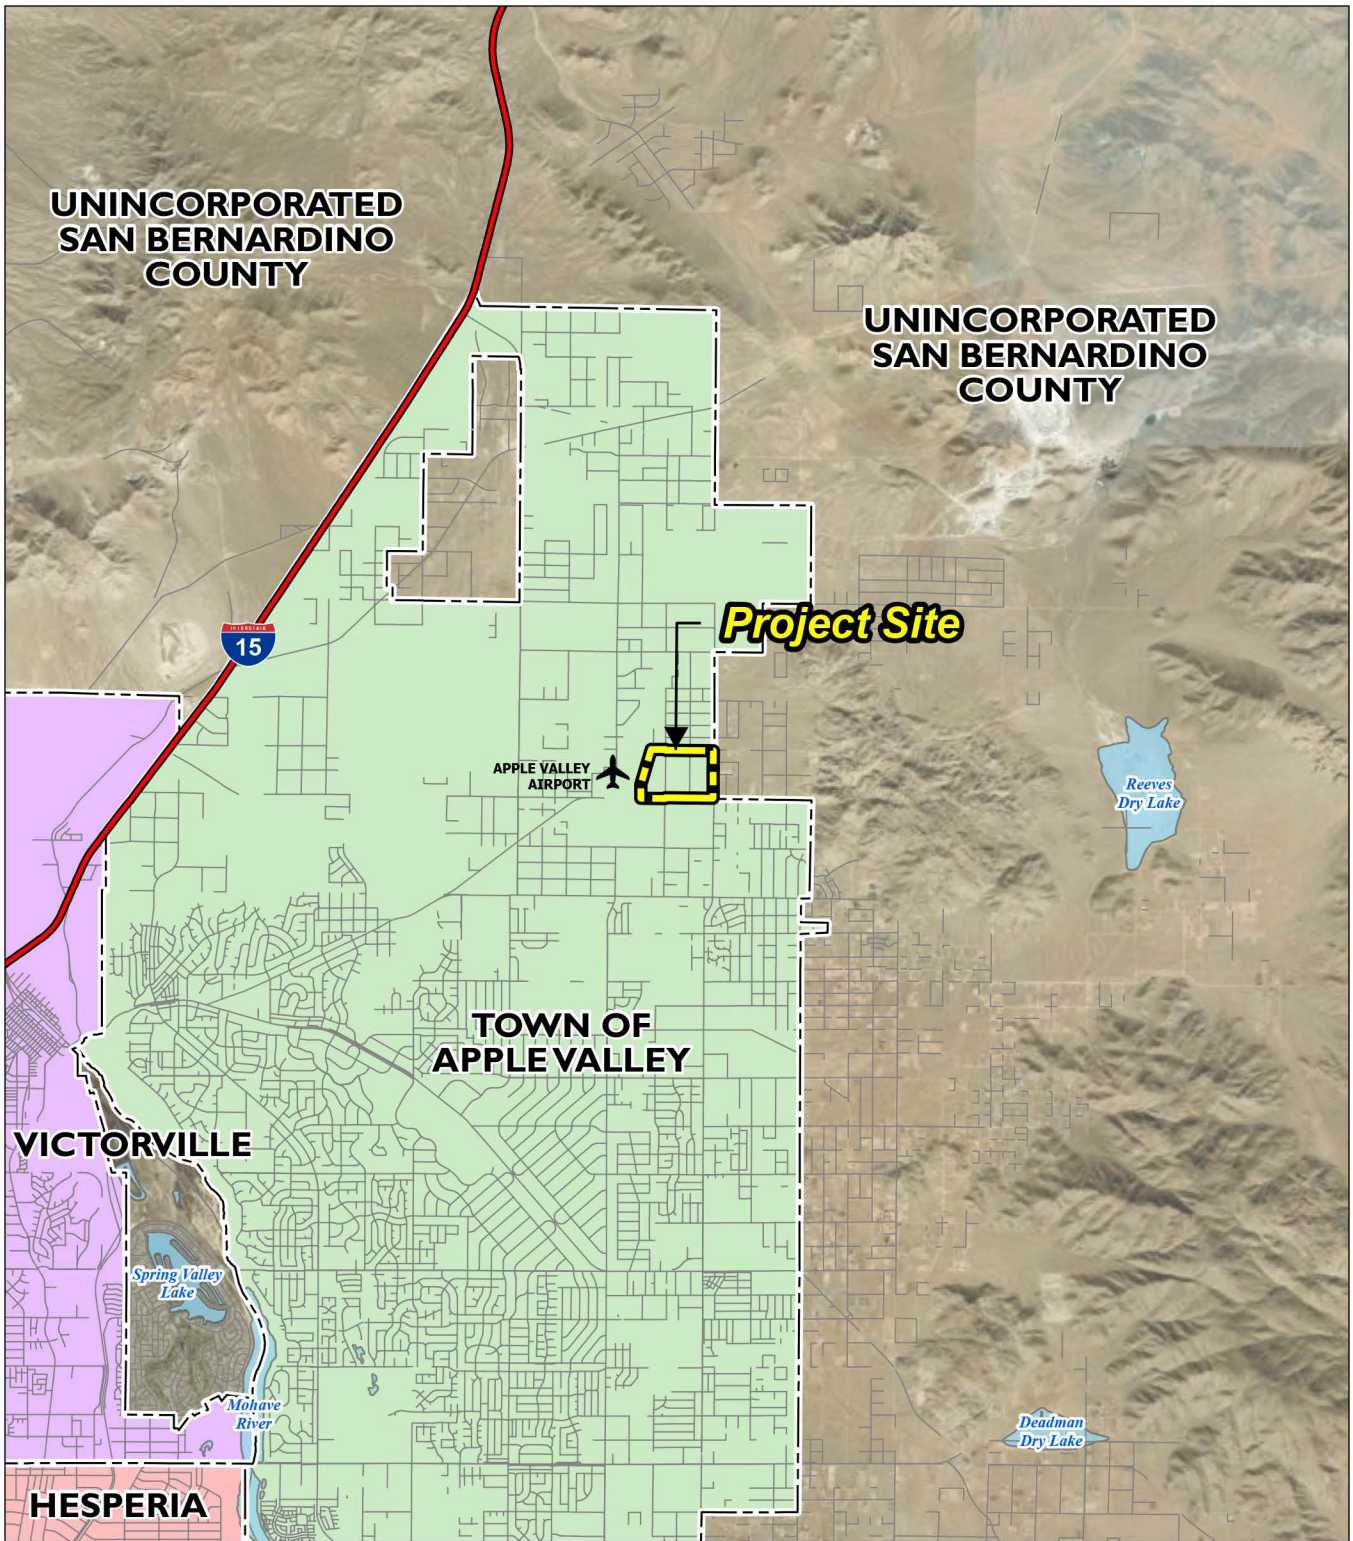 UNINCORPORATED
SAN BERNARDINO
COUNTY
UNINCORPORATED
SAN BERNARDINO
COUNTY
Project Site
INTERSTATE
15
APPLE VALLEY
AIRPORT
Reeves
Dry Lake
TOWN OF
APPLE VALLEY
VICTORVILLE
Spring Valley
Lake
Mohave
River
Deadman
Dry Lake
HESPERIA